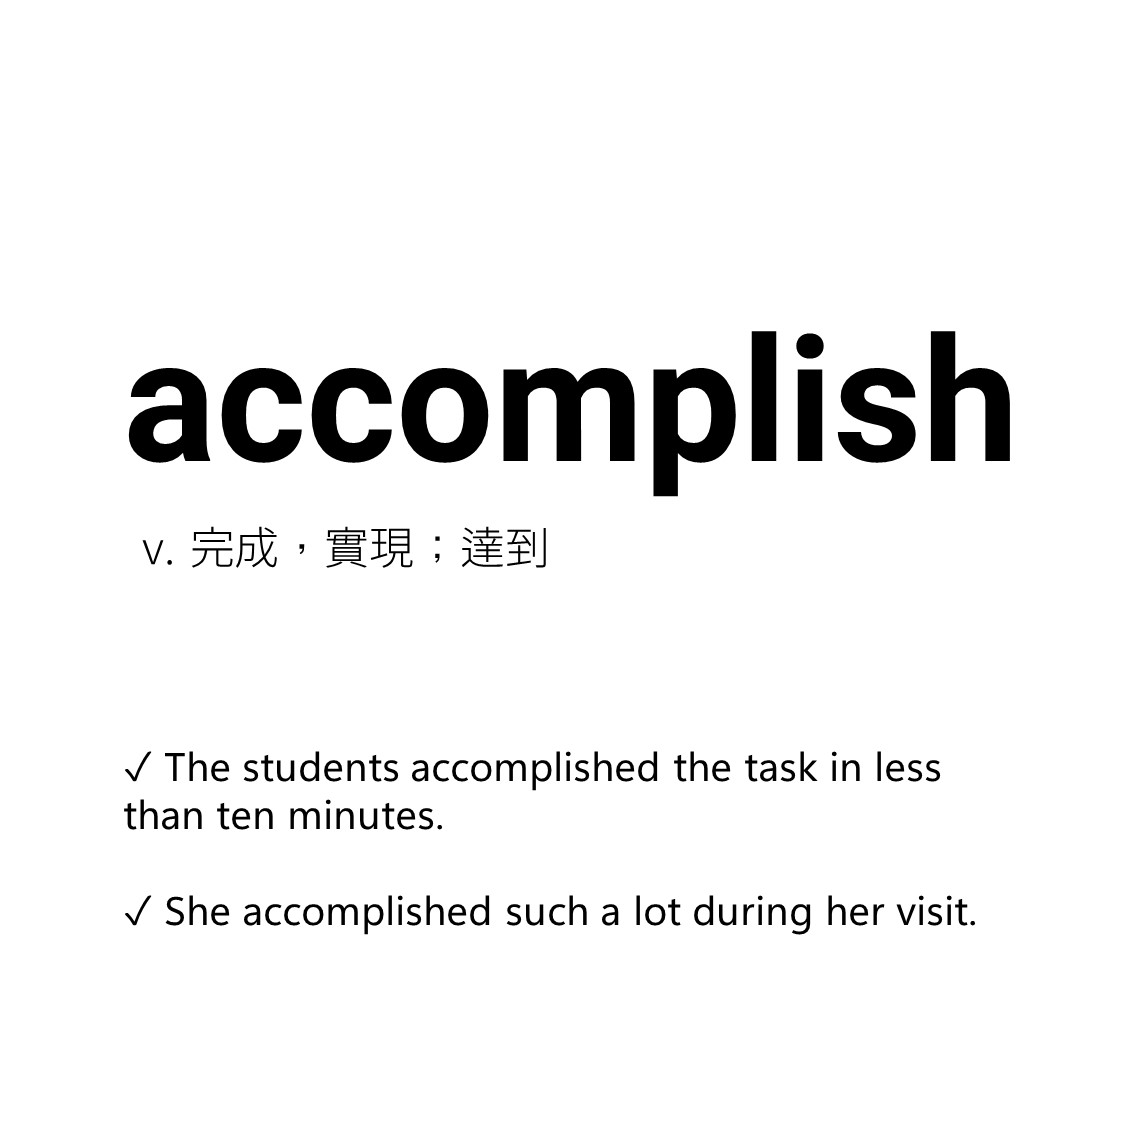 accomplish
v. 完成，實現；達到
✓ The students accomplished the task in less
than ten minutes.
✓ She accomplished such a lot during her visit.